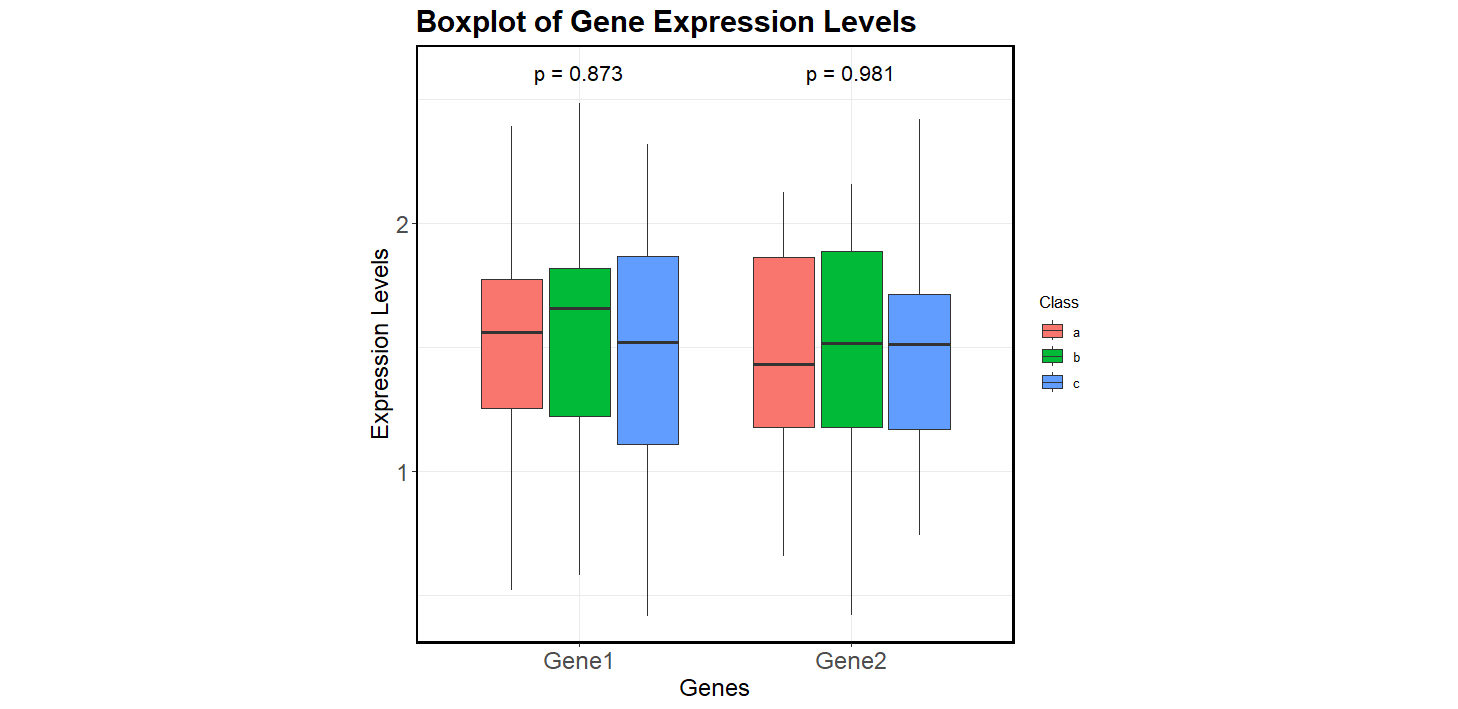 Boxplot of Gene Expression Levels
p = 0.873
p = 0.981
2
1
Expression Levels
Gene1
Gene2
Genes
Class
a
b
c